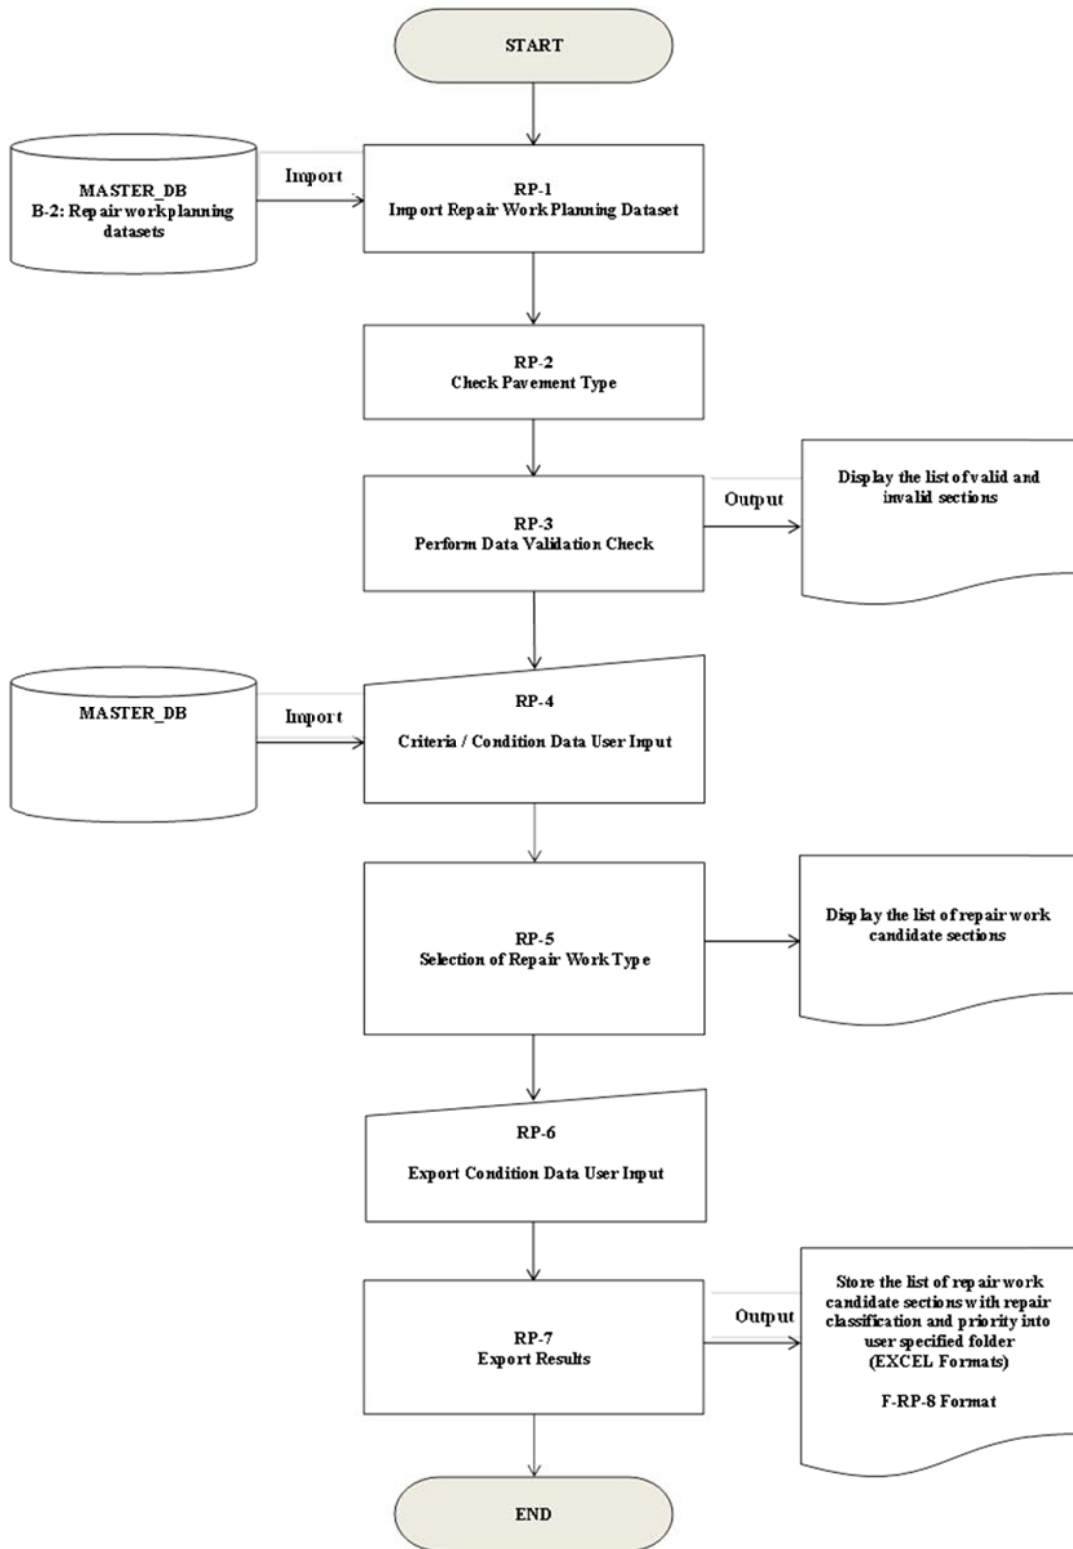 START
MASTER_DB
B-2: Repair work planning
datasets
Import
RP-1
Import Repair Work Planning Dataset
RP-2
Check Pavement Type
RP-3
Perform Data Validation Check
Output
Display the list of valid and
invalid sections
MASTER_DB
Import
RP-4
Criteria / Condition Data User Input
RP-5
Selection of Repair Work Type
Display the list of repair work
candidate sections
RP-6
Export Condition Data User Input
RP-7
Export Results
Output
Store the list of repair work
candidate sections with repair
classification and priority into
user specified folder
(EXCEL Formats)
F-RP-8 Format
END